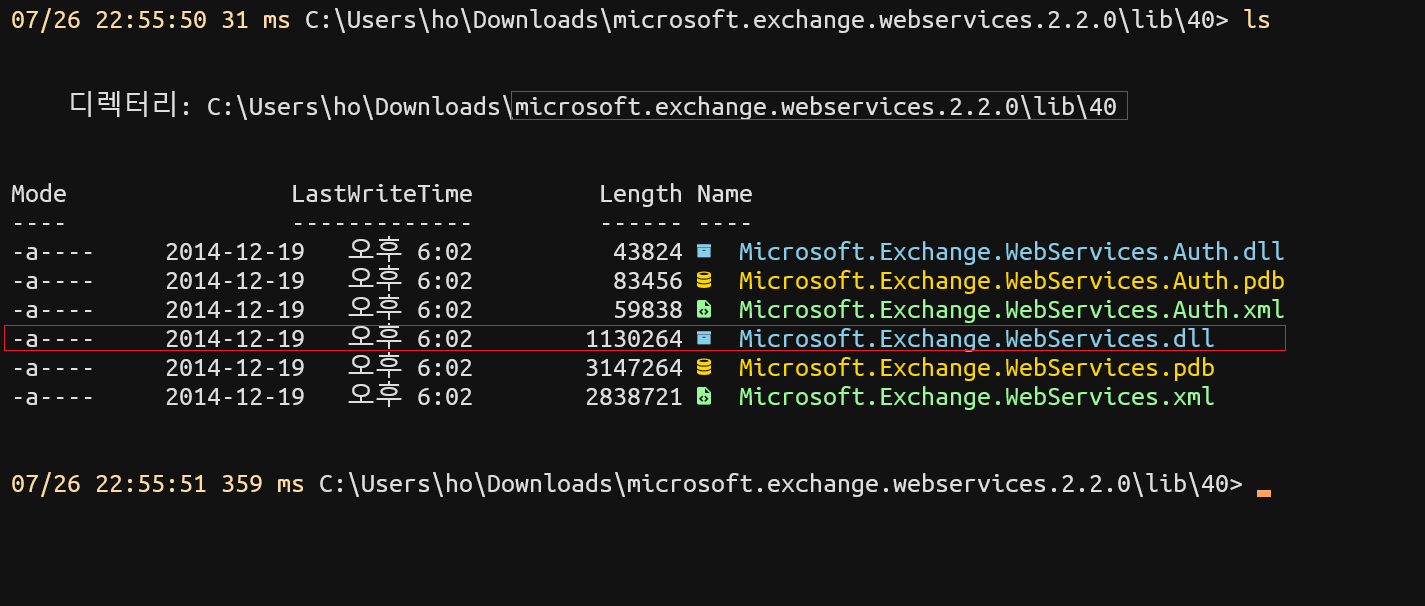 07/26 22:55:50 31 ms C:\Users\ho\Downloads\microsoft.exchange.webservices.2.2.0\lib\40> ls
디렉터리: C:\Users\ho\Downloads\microsoft.exchange.webservices.2.2.0\lib\40
Mode LastWriteTime Length Name
---- ------------- ------ ----
-a---- 2014-12-19 오후 6:02 43824 Microsoft.Exchange.WebServices.Auth.dll
-a---- 2014-12-19 오후 6:02 83456 Microsoft.Exchange.WebServices.Auth.pdb
-a---- 2014-12-19 오후 6:02 59838 Microsoft.Exchange.WebServices.Auth.xml
-a---- 2014-12-19 오후 6:02 1130264 Microsoft.Exchange.WebServices.dll
-a---- 2014-12-19 오후 6:02 3147264 Microsoft.Exchange.WebServices.pdb
-a---- 2014-12-19 오후 6:02 2838721 Microsoft.Exchange.WebServices.xml
07/26 22:55:51 359 ms C:\Users\ho\Downloads\microsoft.exchange.webservices.2.2.0\lib\40>